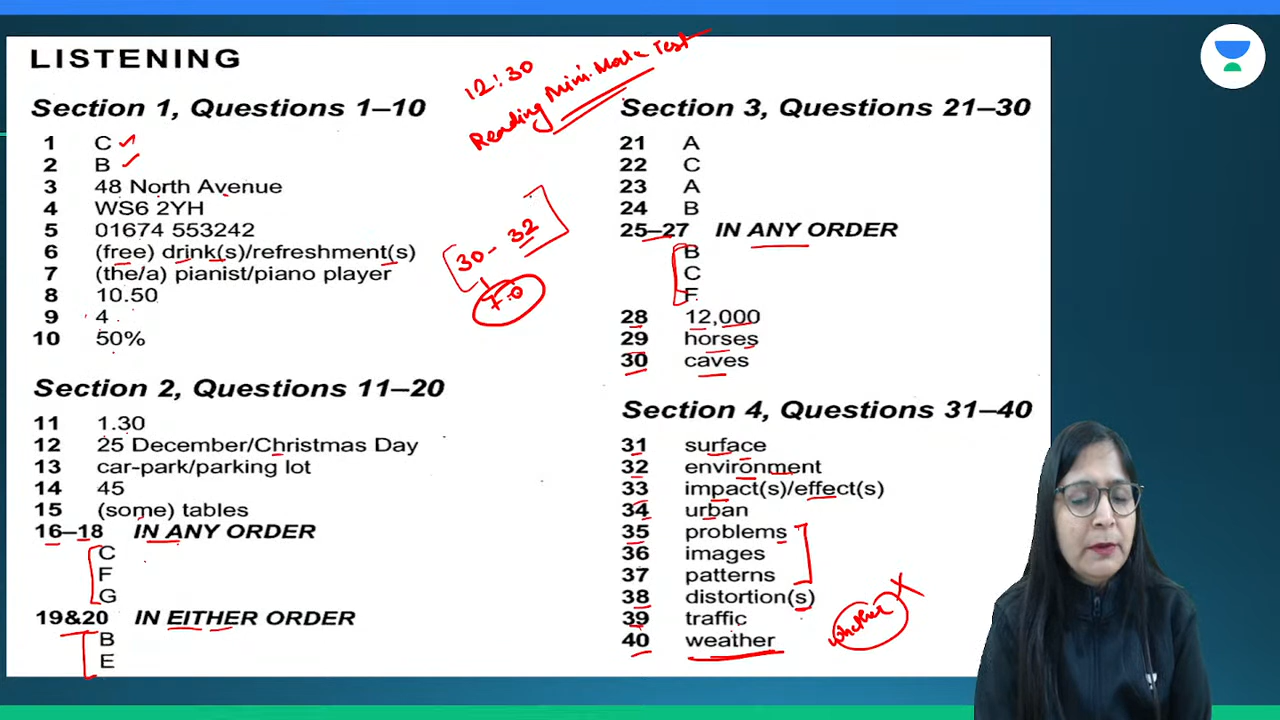 LISTENING
Section 1, Questions 1–10
1 C
2 B
3 48 North Avenue
4 WS6 2YH
5 01674 553242
6 (free) drink(s)/refreshment(s)
7 (the/a) pianist/piano player
8 10.50
9 4
10 50%
Section 2, Questions 11–20
11 1.30
12 25 December/Christmas Day
13 car-park/parking lot
14 45
15 (some) tables
16–18 IN ANY ORDER
C
F
G
19&20 IN EITHER ORDER
B
E
12:30
Reading Mini Mock Test
30 - 32
7.0
Section 3, Questions 21–30
21 A
22 C
23 A
24 B
25–27 IN ANY ORDER
B
C
F
28 12,000
29 horses
30 caves
Section 4, Questions 31–40
31 surface
32 environment
33 impact(s)/effect(s)
34 urban
35 problems
36 images
37 patterns
38 distortion(s)
39 traffic
40 weather
whether X